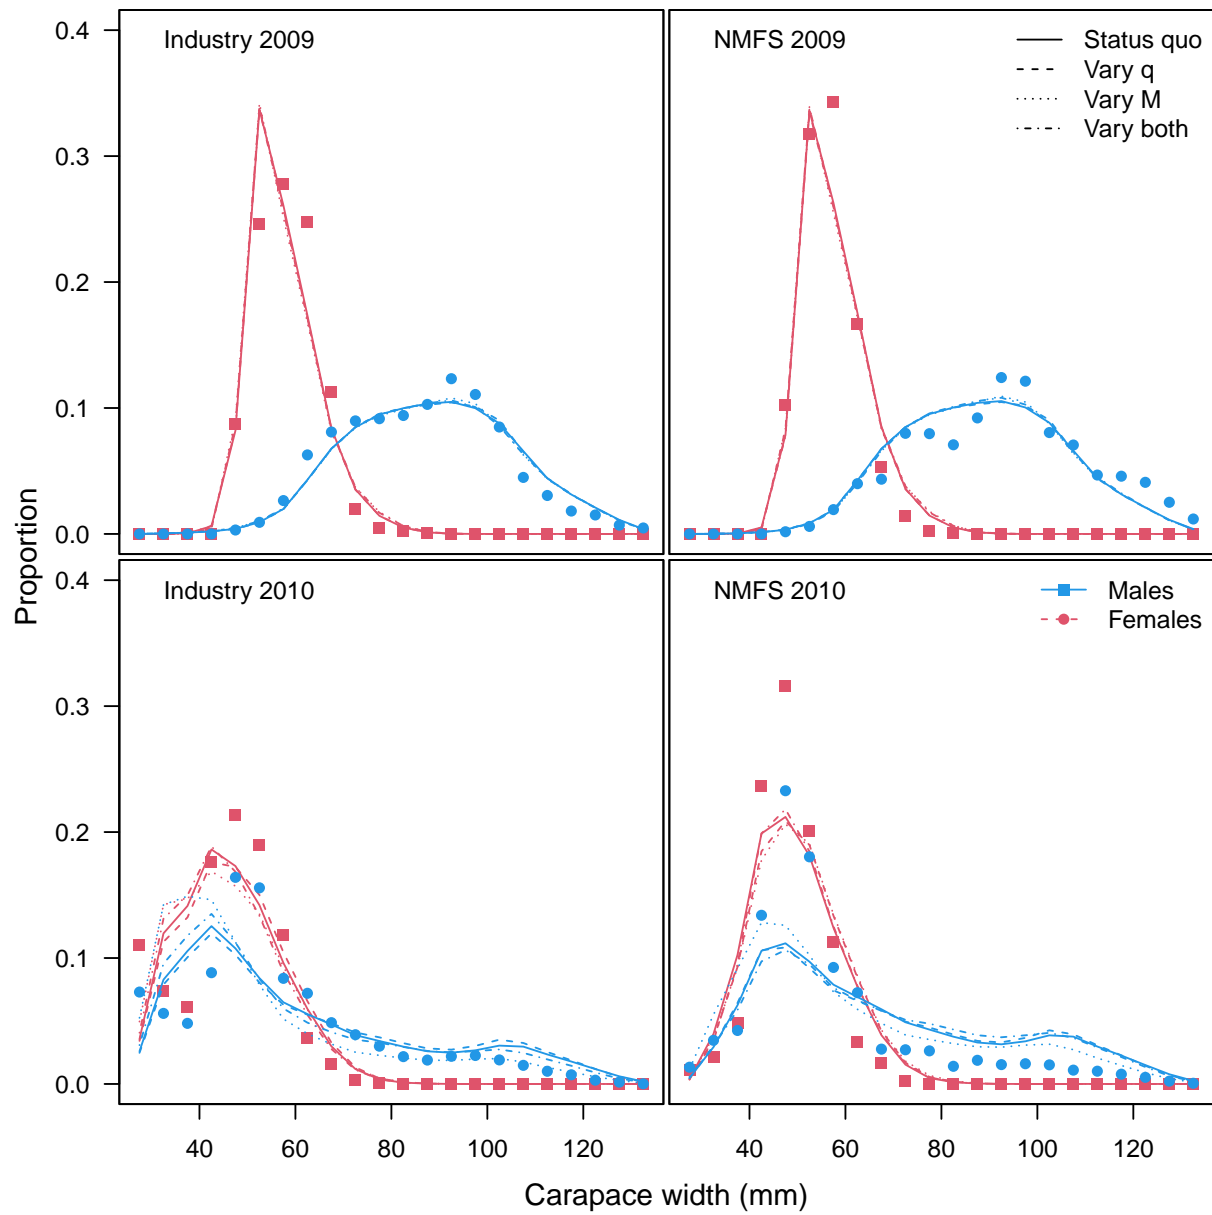 Industry 2009
NMFS 2009
Status quo
Vary q
Vary M
Vary both
0.4
0.3
0.2
0.1
0.0
Industry 2010
NMFS 2010
Males
Females
0.4
0.3
0.2
0.1
0.0
Proportion
40 60 80 100 120
40 60 80 100 120
Carapace width (mm)